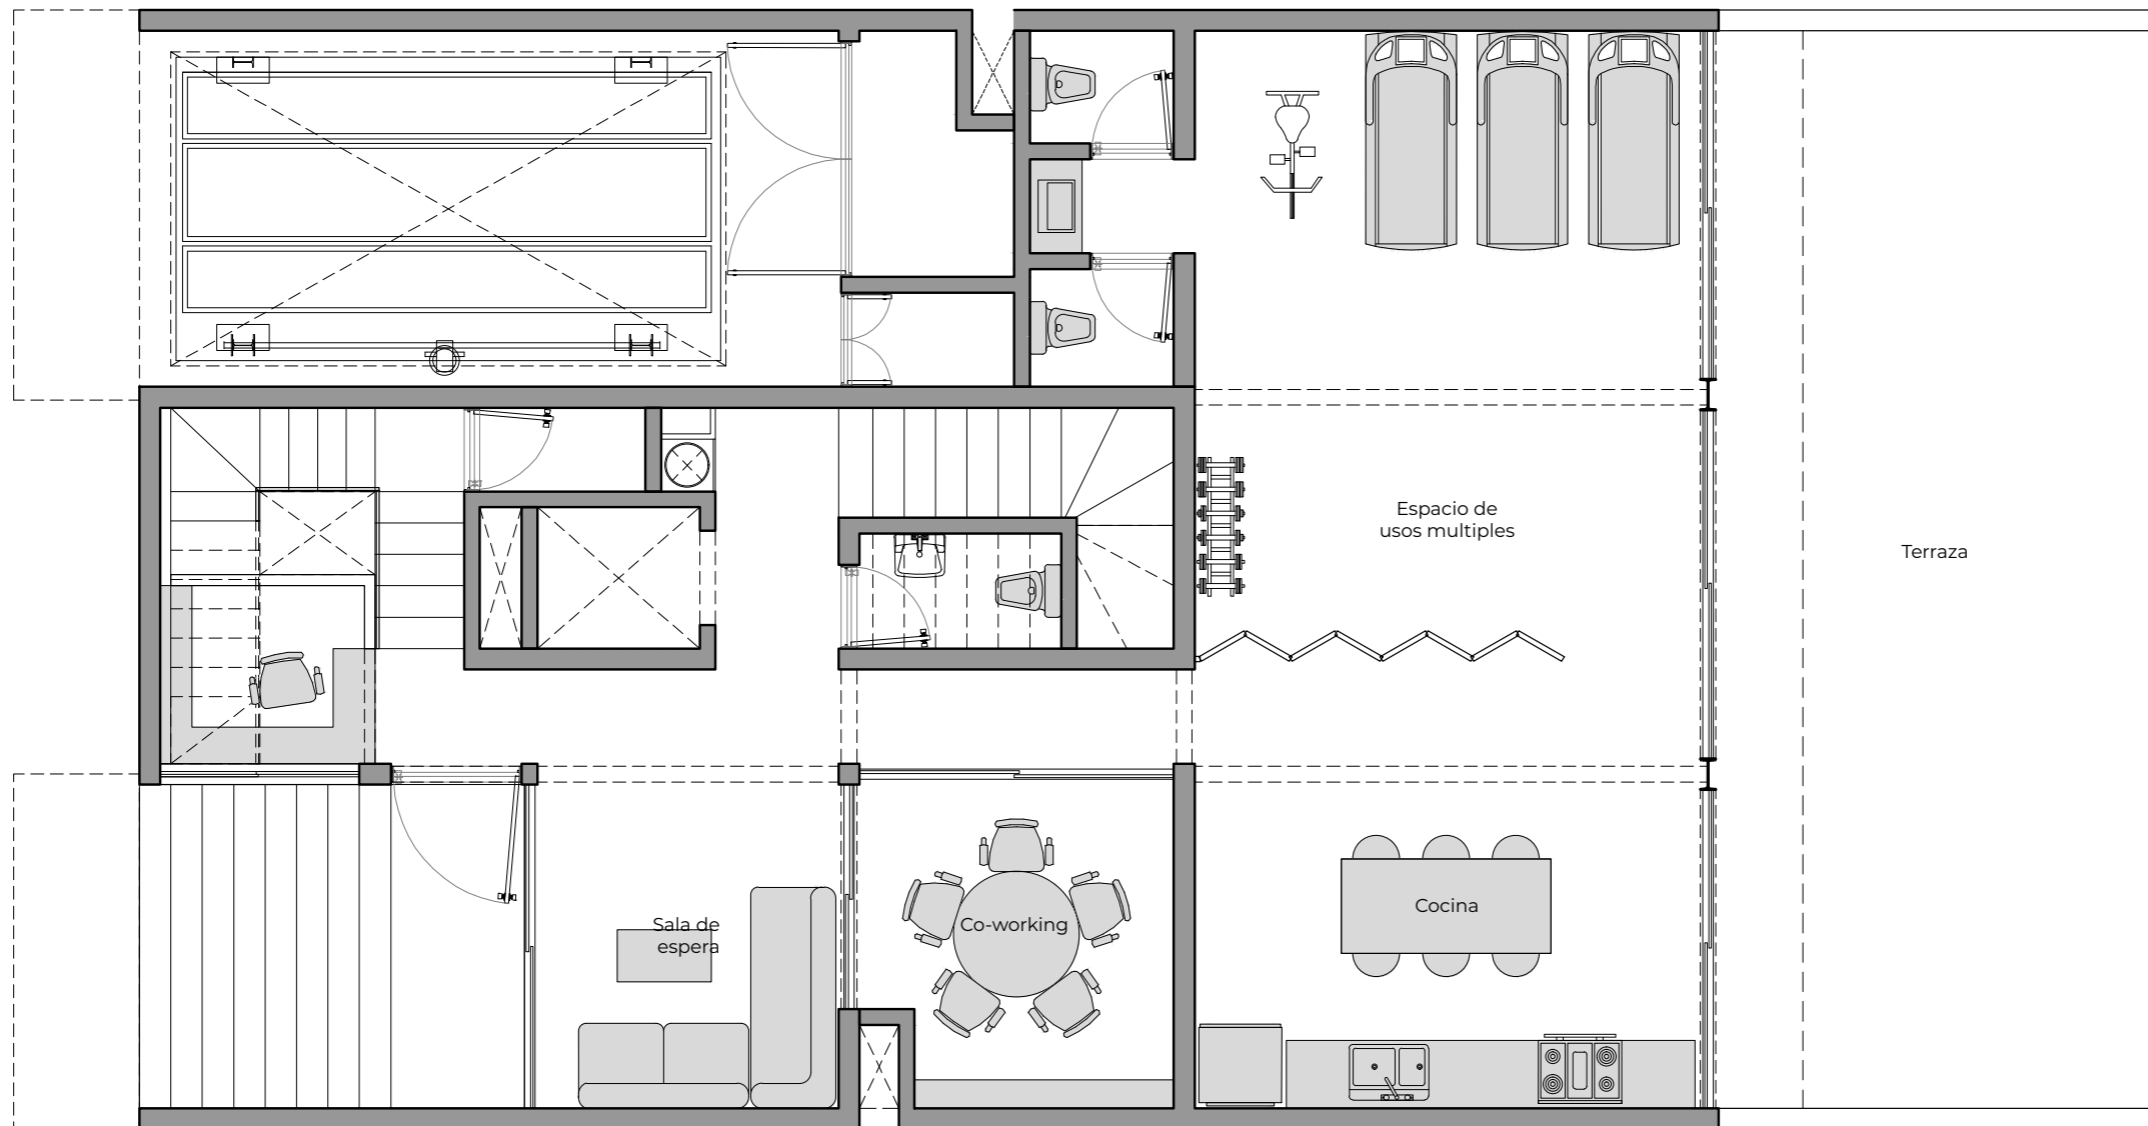 Espacio de
usos multiples
Terraza
Sala de
espera
Co-working
Cocina